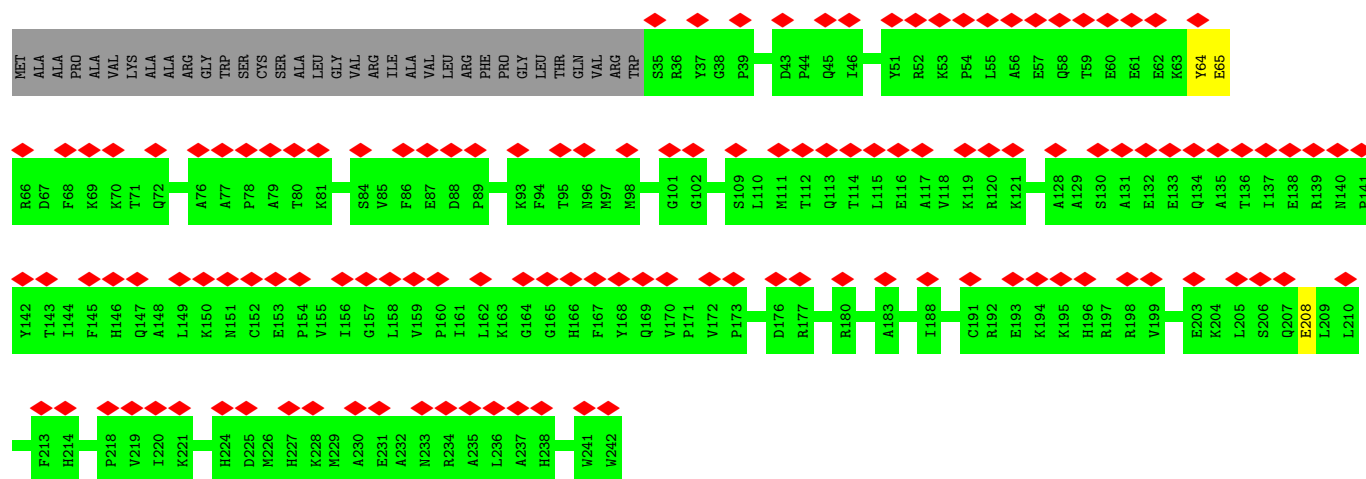 MET ALA ALA PRO ALA VAL LYS ALA ALA ARG GLY TRP SER CYS SER ALA LEU GLY VAL ARG ILE ALA VAL LEU ARG PHE PRO GLY LEU THR GLN VAL ARG TRP S35 R36 Y37 G38 P39 D43 P44 Q45 I46 Y51 R52 K53 P54 L55 A56 E57 Q58 T59 E60 E61 E62 K63 Y64 E65
R66 D67 F68 K69 K70 T71 Q72 A76 A77 P78 A79 T80 K81 S84 V85 F86 E87 D88 P89 K93 F94 T95 N96 M97 M98 G101 G102 S109 L110 M111 T112 Q113 T114 L115 E116 A117 V118 K119 R120 K121 A128 A129 S130 A131 E132 E133 Q134 A135 T136 I137 E138 R139 N140 P141
Y142 T143 I144 F145 H146 Q147 A148 L149 K150 N151 C152 E153 P154 V155 I156 G157 L158 V159 P160 I161 L162 K163 G164 G165 H166 F167 Y168 Q169 V170 P171 V172 P173 D176 R177 R180 A183 I188 C191 R192 E193 K194 K195 H196 R197 R198 V199 E203 K204 L205 S206 Q207 E208 L209 L210
F213 H214 P218 V219 I220 K221 H224 D225 M226 H227 K228 M229 A230 E231 A232 N233 R234 A235 L236 A237 H238 W241 W242